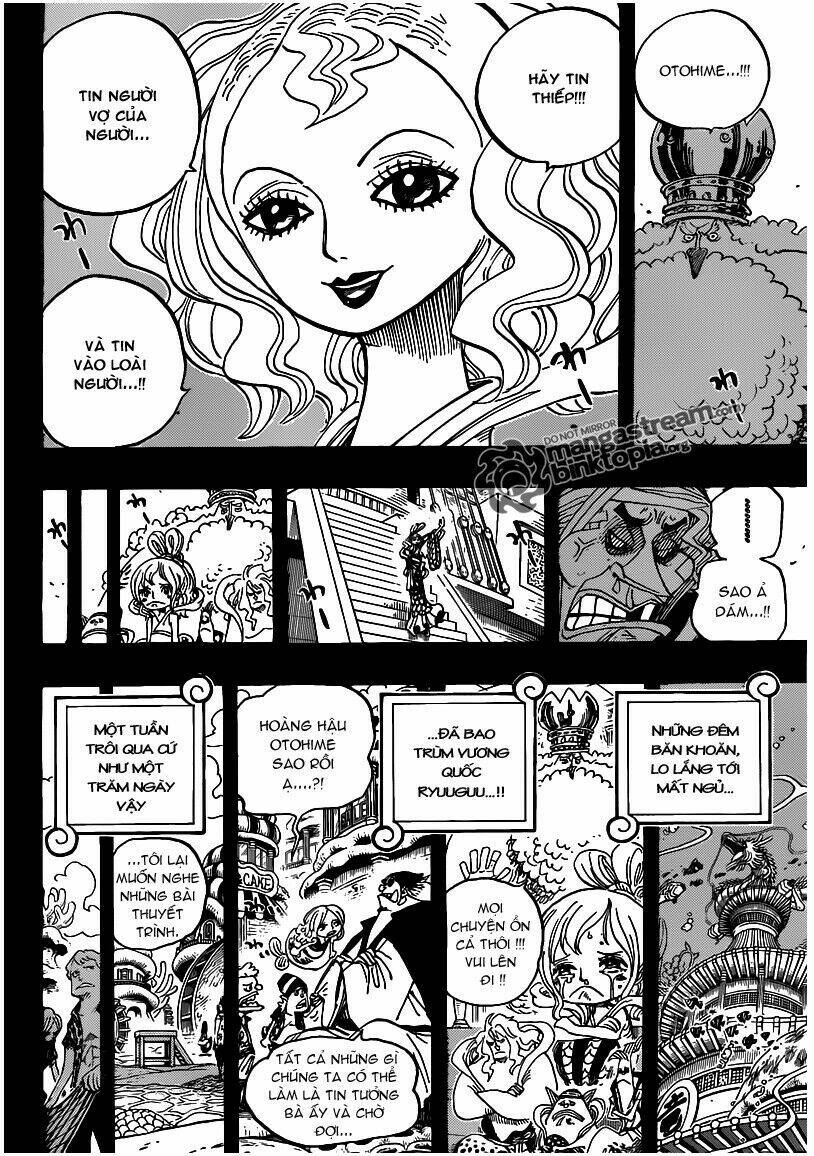 OTOHIME...!!!
HÃY TIN
THIẾP!!!
TIN NGƯỜI
VỢ CỦA
NGƯỜI...
VÀ TIN
VÀO LOÀI
NGƯỜI...!!
DO NOT MIRROR
mangastream.com
binktopia.org
SAO Ả
DÁM...!!
NHỮNG ĐÊM
BĂN KHOĂN,
LO LẮNG TỚI
MẤT NGỦ...
...ĐÃ BAO
TRÙM VƯƠNG
QUỐC
RYUUGUU...!!
MỌI
CHUYỆN ỔN
CẢ THÔI !!!
VUI LÊN
ĐI !!
HOÀNG HẬU
OTOHIME
SAO RỒI
Ạ....?!
CAKE
TẤT CẢ NHỮNG GÌ
CHÚNG TA CÓ THỂ
LÀM LÀ TIN TƯỞNG
BÀ ẤY VÀ CHỜ
ĐỢI...
MỘT TUẦN
TRÔI QUA CỨ
NHƯ MỘT
TRĂM NGÀY
VẬY
...TÔI LẠI
MUỐN NGHE
NHỮNG BÀI
THUYẾT
TRÌNH.